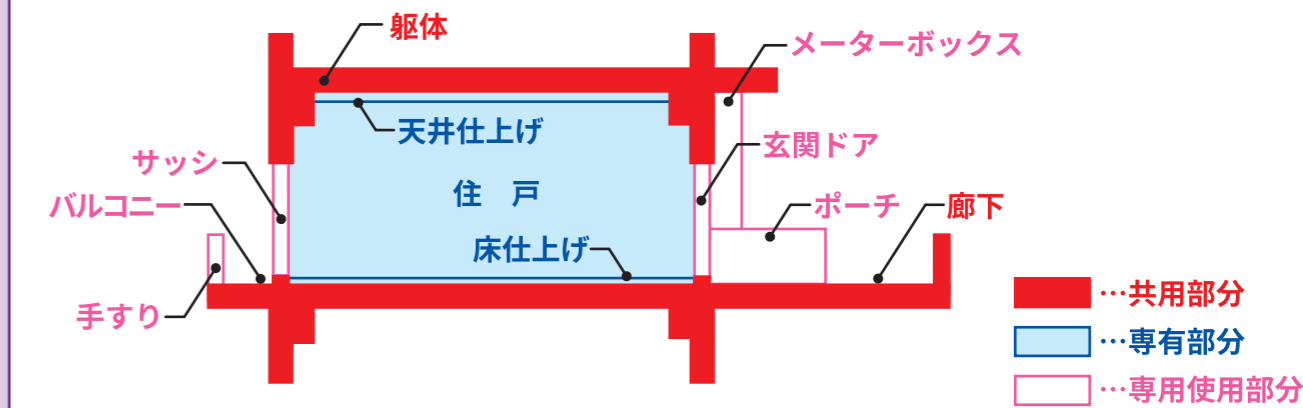 躯体
メーターボックス
天井仕上げ
サッシ
玄関ドア
住 戸
バルコニー
ポーチ
廊下
床仕上げ
手すり
…共用部分
…専有部分
…専用使用部分